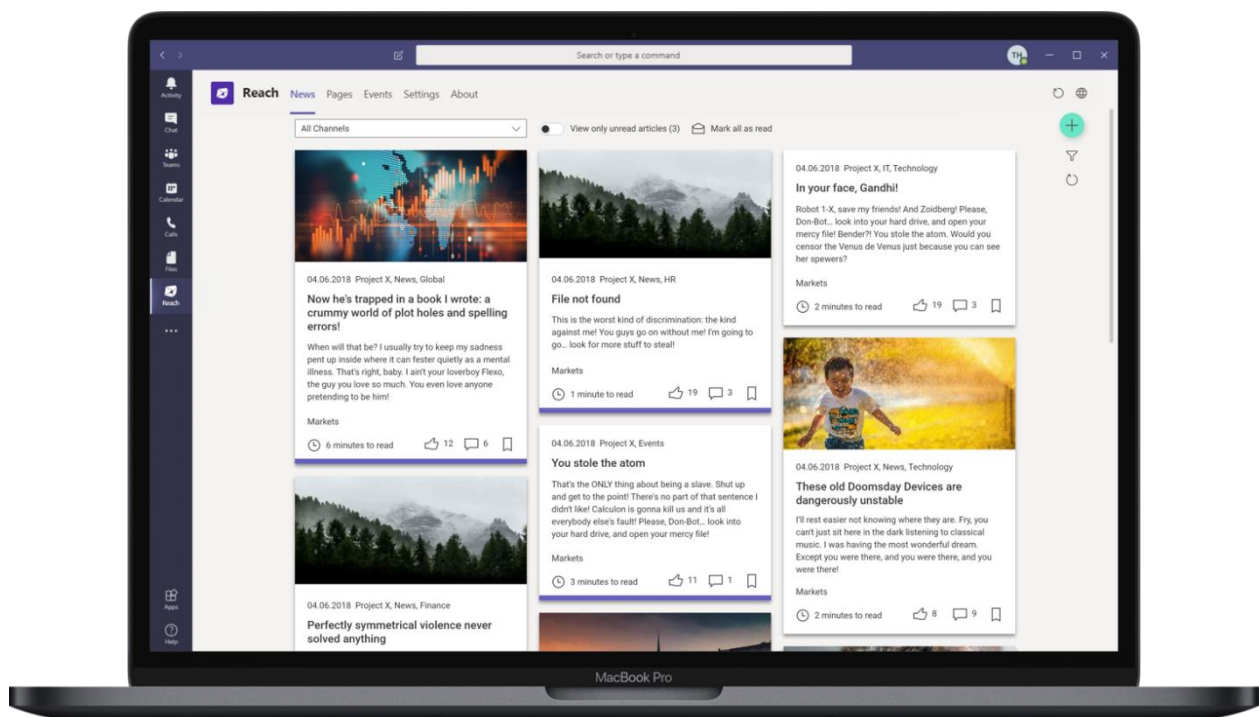 Search or type a command
TH
Activity
Chat
Teams
Calendar
Calls
Files
Reach
Apps
Help
Reach News Pages Events Settings About
All Channels
View only unread articles (3) Mark all as read
04.06.2018 Project X, News, Global
Now he's trapped in a book I wrote: a
crummy world of plot holes and spelling
errors!
When will that be? I usually try to keep my sadness
pent up inside where it can fester quietly as a mental
illness. That's right, baby. I ain't your loverboy Flexo,
the guy you love so much. You even love anyone
pretending to be him!
Markets
6 minutes to read 12 6
04.06.2018 Project X, News, Finance
Perfectly symmetrical violence never
solved anything
04.06.2018 Project X, News, HR
File not found
This is the worst kind of discrimination: the kind
against me! You guys go on without me! I'm going to
go... look for more stuff to steal!
Markets
1 minute to read 19 3
04.06.2018 Project X, Events
You stole the atom
That's the ONLY thing about being a slave. Shut up
and get to the point! There's no part of that sentence I
didn't like! Calculon is gonna kill us and it's all
everybody else's fault! Please, Don-Bot... look into
your hard drive, and open your mercy file!
Markets
3 minutes to read 11 1
04.06.2018 Project X, IT, Technology
In your face, Gandhi!
Robot 1-X, save my friends! And Zoidberg! Please,
Don-Bot... look into your hard drive, and open your
mercy file! Bender?! You stole the atom. Would you
censor the Venus de Venus just because you can see
her spewers?
Markets
2 minutes to read 19 3
04.06.2018 Project X, News, Technology
These old Doomsday Devices are
dangerously unstable
I'll rest easier not knowing where they are. Fry, you
can't just sit here in the dark listening to classical
music. I was having the most wonderful dream.
Except you were there, and you were there, and you
were there!
Markets
2 minutes to read 8 9
MacBook Pro